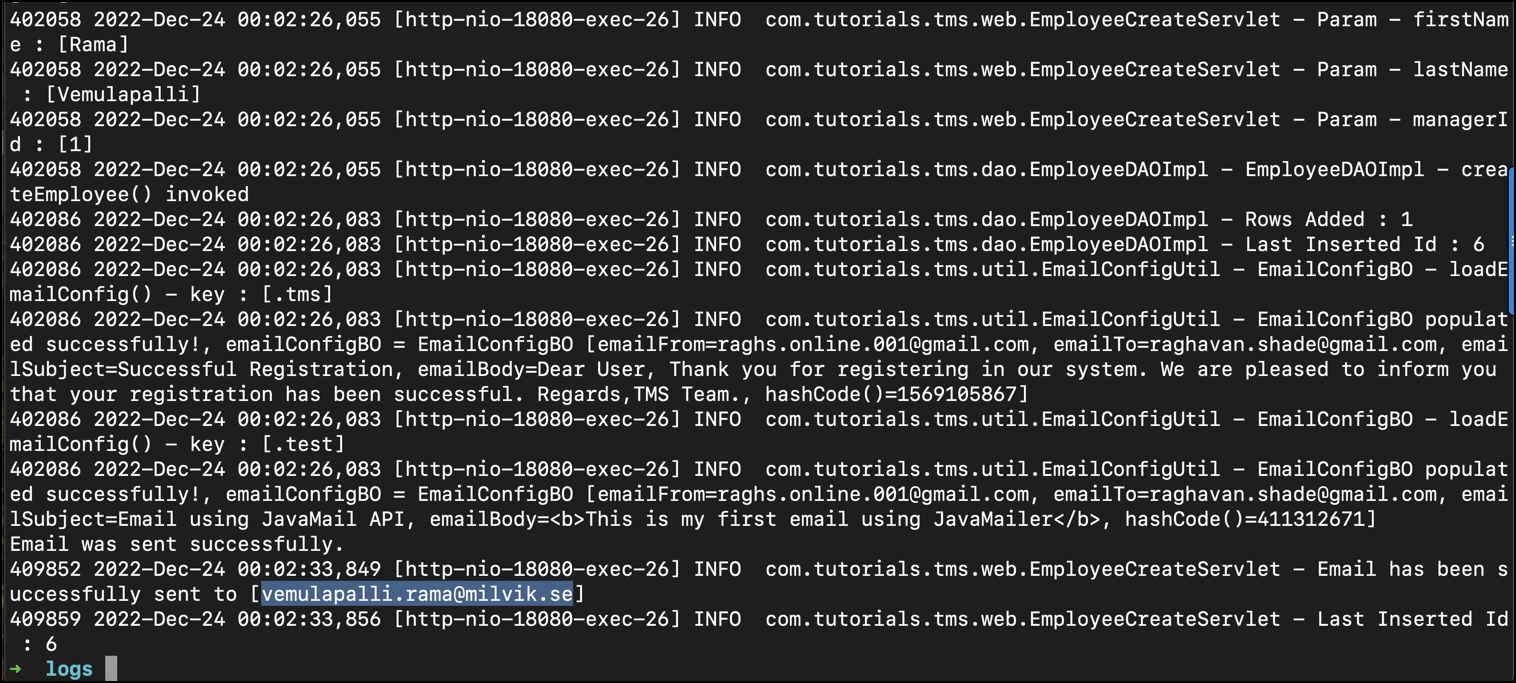 402058 2022-Dec-24 00:02:26,055 [http-nio-18080-exec-26] INFO  com.tutorials.tms.web.EmployeeCreateServlet - Param - firstNam
e : [Rama]
402058 2022-Dec-24 00:02:26,055 [http-nio-18080-exec-26] INFO  com.tutorials.tms.web.EmployeeCreateServlet - Param - lastName
 : [Vemulapalli]
402058 2022-Dec-24 00:02:26,055 [http-nio-18080-exec-26] INFO  com.tutorials.tms.web.EmployeeCreateServlet - Param - managerI
d : [1]
402058 2022-Dec-24 00:02:26,055 [http-nio-18080-exec-26] INFO  com.tutorials.tms.dao.EmployeeDAOImpl - EmployeeDAOImpl - crea
teEmployee() invoked
402086 2022-Dec-24 00:02:26,083 [http-nio-18080-exec-26] INFO  com.tutorials.tms.dao.EmployeeDAOImpl - Rows Added : 1
402086 2022-Dec-24 00:02:26,083 [http-nio-18080-exec-26] INFO  com.tutorials.tms.dao.EmployeeDAOImpl - Last Inserted Id : 6
402086 2022-Dec-24 00:02:26,083 [http-nio-18080-exec-26] INFO  com.tutorials.tms.util.EmailConfigUtil - EmailConfigBO - loadE
mailConfig() - key : [.tms]
402086 2022-Dec-24 00:02:26,083 [http-nio-18080-exec-26] INFO  com.tutorials.tms.util.EmailConfigUtil - EmailConfigBO populat
ed successfully!, emailConfigBO = EmailConfigBO [emailFrom=raghs.online.001@gmail.com, emailTo=raghavan.shade@gmail.com, emai
lSubject=Successful Registration, emailBody=Dear User, Thank you for registering in our system. We are pleased to inform you
that your registration has been successful. Regards,TMS Team., hashCode()=1569105867]
402086 2022-Dec-24 00:02:26,083 [http-nio-18080-exec-26] INFO  com.tutorials.tms.util.EmailConfigUtil - EmailConfigBO - loadE
mailConfig() - key : [.test]
402086 2022-Dec-24 00:02:26,083 [http-nio-18080-exec-26] INFO  com.tutorials.tms.util.EmailConfigUtil - EmailConfigBO populat
ed successfully!, emailConfigBO = EmailConfigBO [emailFrom=raghs.online.001@gmail.com, emailTo=raghavan.shade@gmail.com, emai
lSubject=Email using JavaMail API, emailBody=<b>This is my first email using JavaMailer</b>, hashCode()=411312671]
Email was sent successfully.
409852 2022-Dec-24 00:02:33,849 [http-nio-18080-exec-26] INFO  com.tutorials.tms.web.EmployeeCreateServlet - Email has been s
uccessfully sent to [vemulapalli.rama@milvik.se]
409859 2022-Dec-24 00:02:33,856 [http-nio-18080-exec-26] INFO  com.tutorials.tms.web.EmployeeCreateServlet - Last Inserted Id
 : 6
→ logs